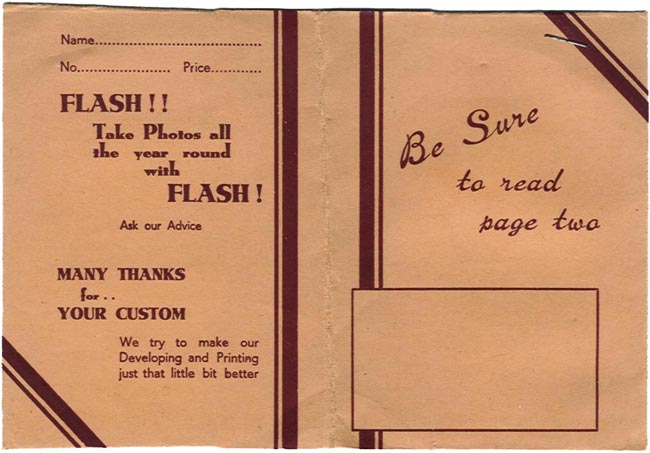 Name..........................................
No....................... Price............
FLASH!!
Take Photos all
the year round
with
FLASH!
Ask our Advice
MANY THANKS
for..
YOUR CUSTOM
We try to make our
Developing and Printing
just that little bit better
Be Sure
to read
page two